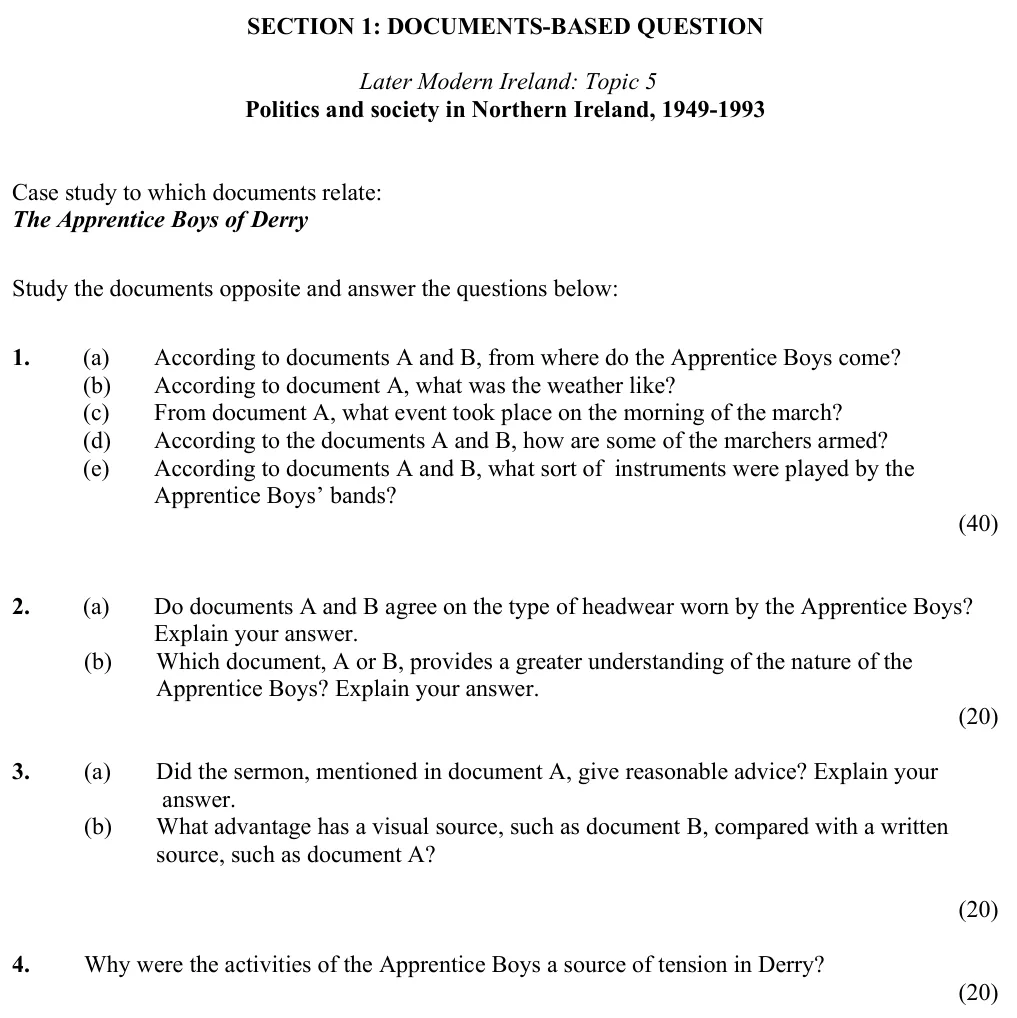 SECTION 1: DOCUMENTS-BASED QUESTION
Later Modern Ireland: Topic 5
Politics and society in Northern Ireland, 1949-1993
Case study to which documents relate:
The Apprentice Boys of Derry
Study the documents opposite and answer the questions below:
1. (a) According to documents A and B, from where do the Apprentice Boys come?
(b) According to document A, what was the weather like?
(c) From document A, what event took place on the morning of the march?
(d) According to the documents A and B, how are some of the marchers armed?
(e) According to documents A and B, what sort of instruments were played by the
Apprentice Boys’ bands?
(40)
2. (a) Do documents A and B agree on the type of headwear worn by the Apprentice Boys?
Explain your answer.
(b) Which document, A or B, provides a greater understanding of the nature of the
Apprentice Boys? Explain your answer.
(20)
3. (a) Did the sermon, mentioned in document A, give reasonable advice? Explain your
answer.
(b) What advantage has a visual source, such as document B, compared with a written
source, such as document A?
(20)
4. Why were the activities of the Apprentice Boys a source of tension in Derry?
(20)